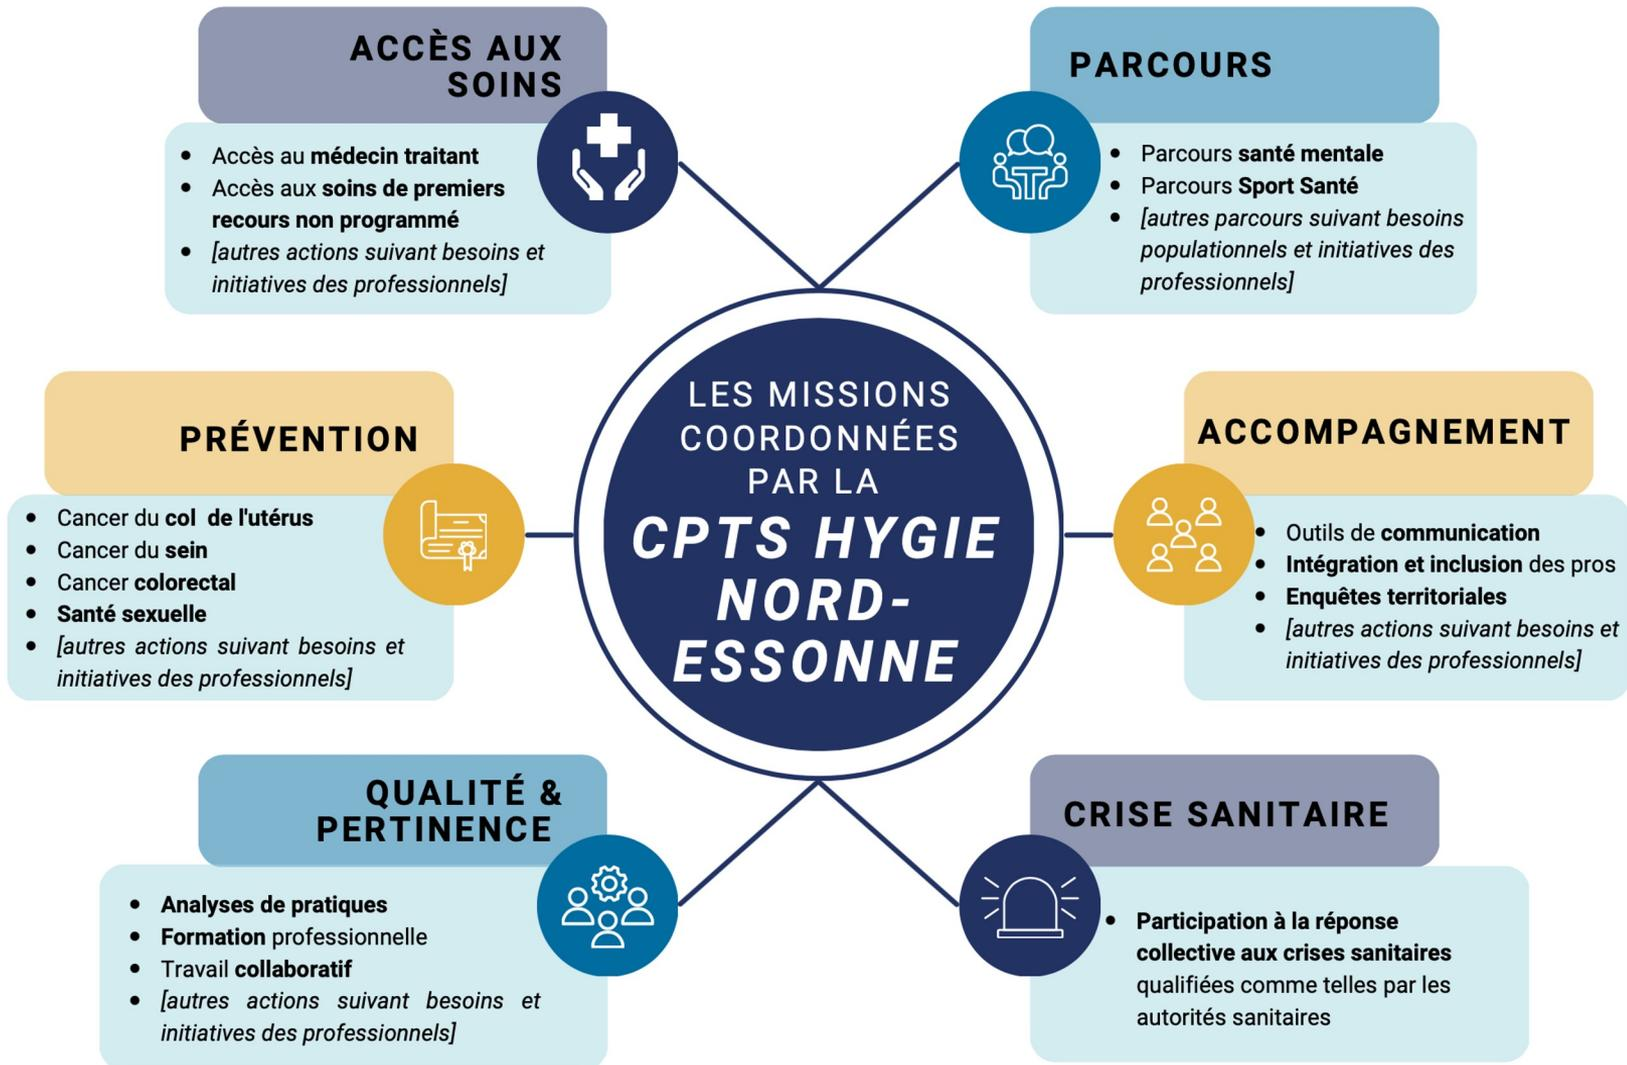 ACCÈS AUX
SOINS
Accès au médecin traitant
Accès aux soins de premiers
recours non programmé
[autres actions suivant besoins et
initiatives des professionnels]
PARCOURS
Parcours santé mentale
Parcours Sport Santé
[autres parcours suivant besoins
populationnels et initiatives des
professionnels]
LES MISSIONS
COORDONNÉES
PAR LA
CPTS HYGIE
NORD-
ESSONNE
PRÉVENTION
Cancer du col de l'utérus
Cancer du sein
Cancer colorectal
Santé sexuelle
[autres actions suivant besoins et
initiatives des professionnels]
ACCOMPAGNEMENT
Outils de communication
Intégration et inclusion des pros
Enquêtes territoriales
[autres actions suivant besoins et
initiatives des professionnels]
QUALITÉ &
PERTINENCE
Analyses de pratiques
Formation professionnelle
Travail collaboratif
[autres actions suivant besoins et
initiatives des professionnels]
CRISE SANITAIRE
Participation à la réponse
collective aux crises sanitaires
qualifiées comme telles par les
autorités sanitaires